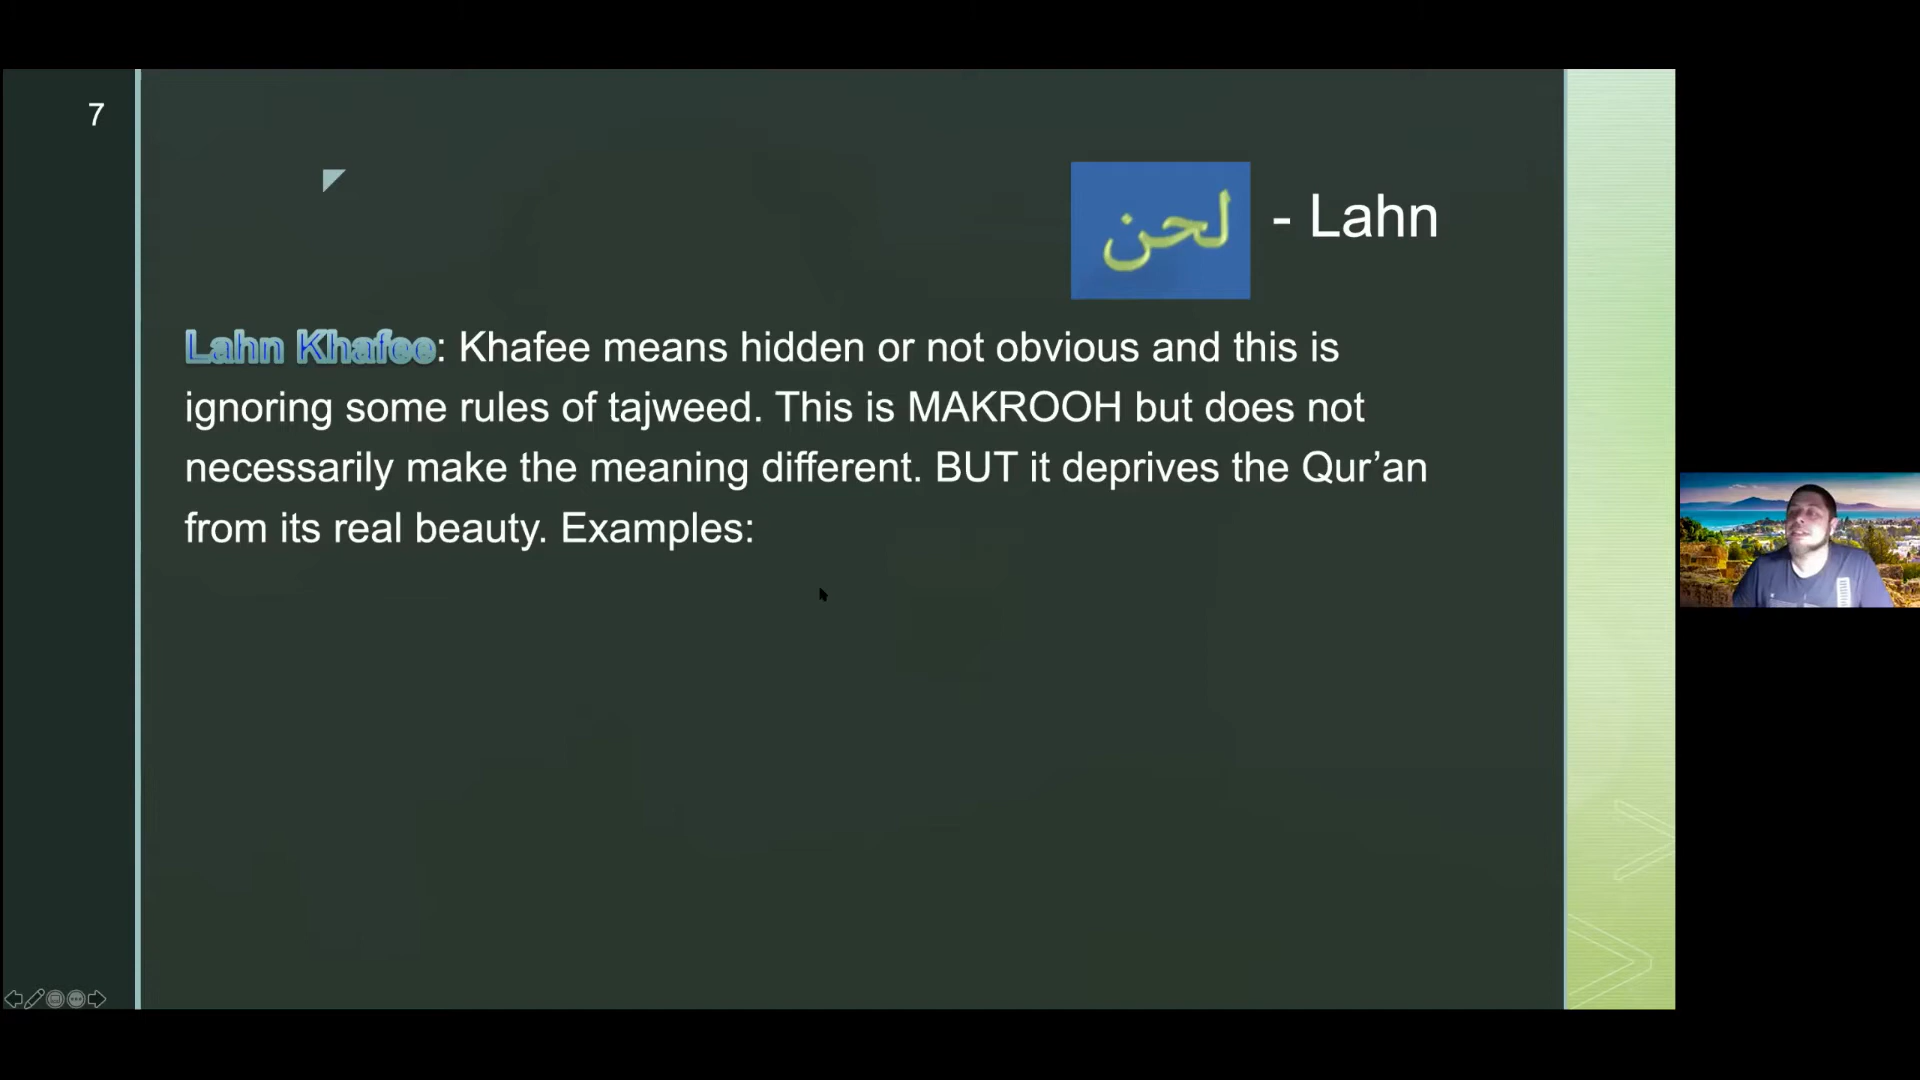 7
لحن - Lahn
Lahn Khafee: Khafee means hidden or not obvious and this is
ignoring some rules of tajweed. This is MAKROOH but does not
necessarily make the meaning different. BUT it deprives the Qur’an
from its real beauty. Examples: